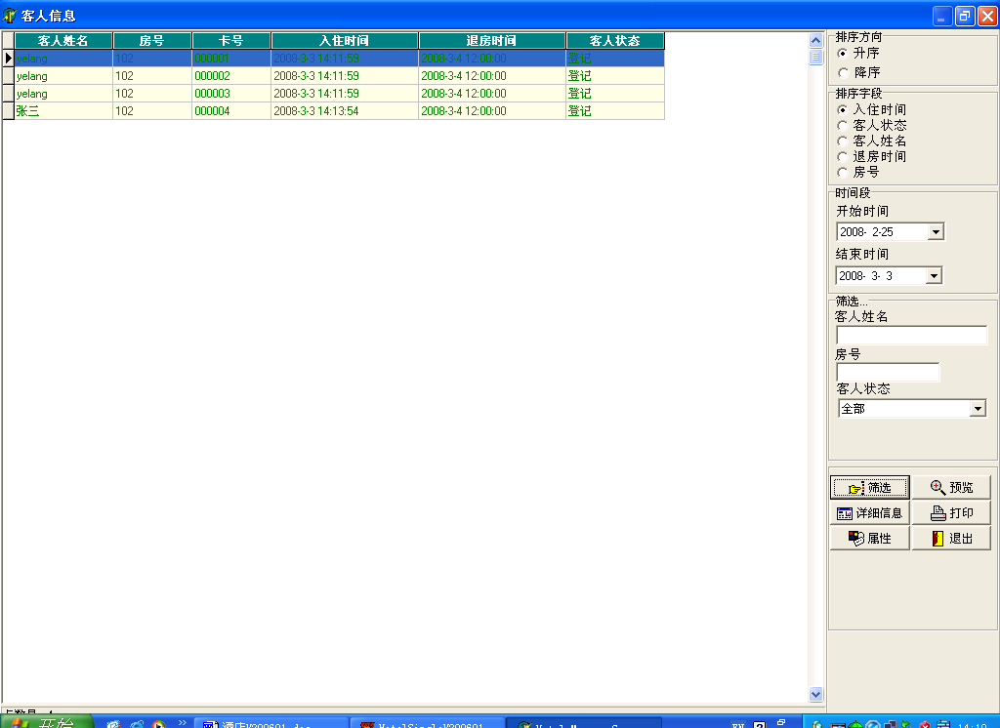 客人信息
客人姓名 房号 卡号 入住时间 退房时间 客人状态
yelang 102 000001 2008-3-3 14:11:59 2008-3-4 12:00:00 登记
yelang 102 000002 2008-3-3 14:11:59 2008-3-4 12:00:00 登记
yelang 102 000003 2008-3-3 14:11:59 2008-3-4 12:00:00 登记
张三 102 000004 2008-3-3 14:13:54 2008-3-4 12:00:00 登记
排序方向
升序
降序
排序字段
入住时间
客人状态
客人姓名
退房时间
房号
时间段
开始时间
2008- 2-25
结束时间
2008- 3- 3
筛选...
客人姓名
房号
客人状态
全部
筛选 预览
详细信息 打印
属性 退出
开始